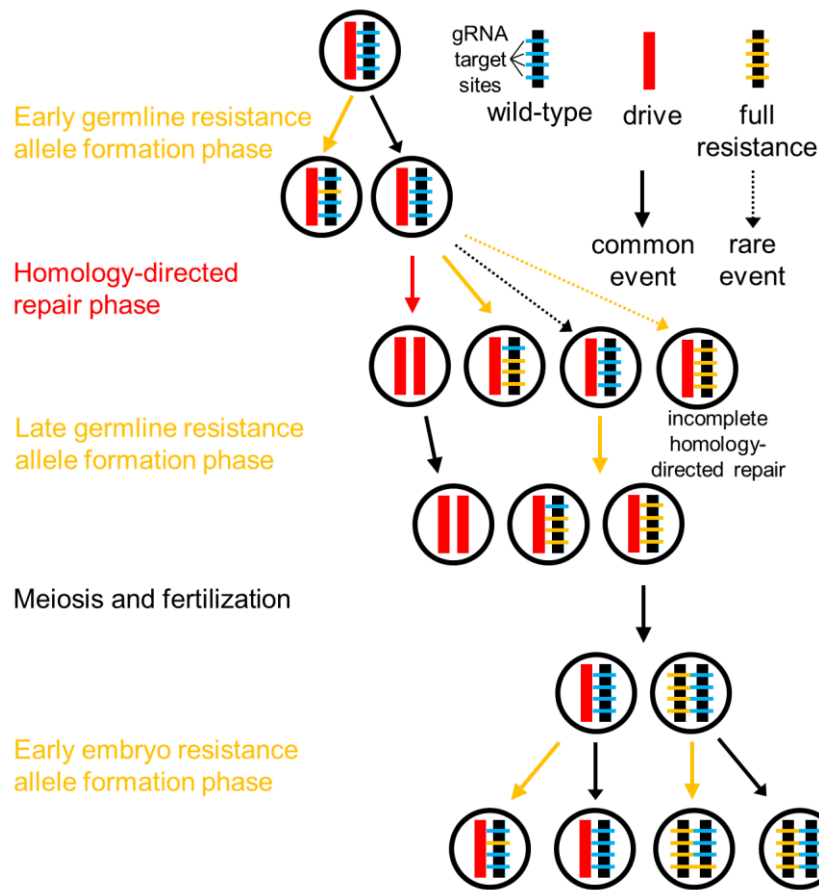 gRNA
target
sites
wild-type
drive
full
resistance
Early germline resistance
allele formation phase
common
event
rare
event
Homology-directed
repair phase
incomplete
homology-
directed repair
Late germline resistance
allele formation phase
Meiosis and fertilization
Early embryo resistance
allele formation phase